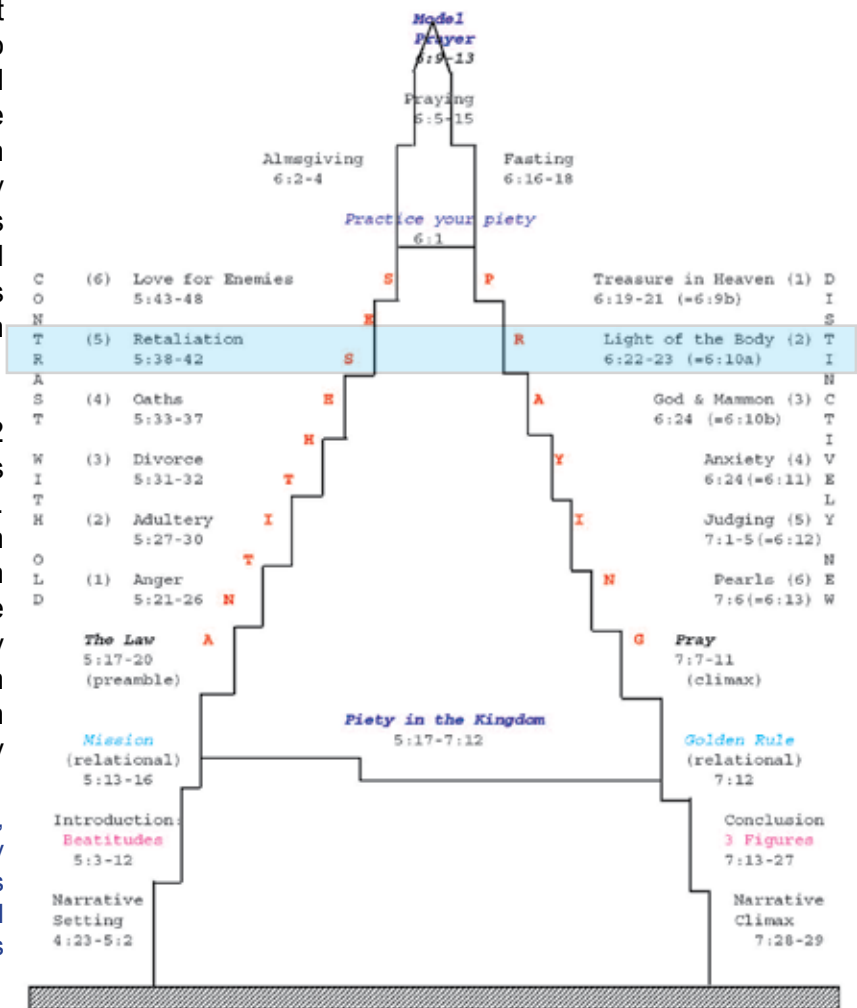 Model
Prayer
6:9-13
Praying
6:5-15
Almsgiving
6:2-4
Fasting
6:16-18
Practice your piety
6:1
C O N T R A S T W I T H O L D
(6) Love for Enemies
5:43-48
(5) Retaliation
5:38-42
(4) Oaths
5:33-37
(3) Divorce
5:31-32
(2) Adultery
5:27-30
(1) Anger
5:21-26
The Law
5:17-20
(preamble)
A N T I T H E S E S
P R A Y I N G
Treasure in Heaven (1)
6:19-21 (=6:9b)
Light of the Body (2)
6:22-23 (=6:10a)
God & Mammon (3)
6:24 (=6:10b)
Anxiety (4)
6:24(=6:11)
Judging (5)
7:1-5(=6:12)
Pearls (6)
7:6(=6:13)
D I S T I N C T I V E L Y N E W
Pray
7:7-11
(climax)
Piety in the Kingdom
5:17-7:12
Mission
(relational)
5:13-16
Golden Rule
(relational)
7:12
Introduction:
Beatitudes
5:3-12
Conclusion
3 Figures
7:13-27
Narrative
Setting
4:23-5:2
Narrative
Climax
7:28-29